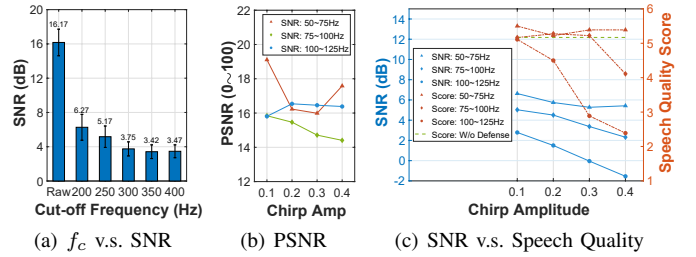 SNR (dB)
20
16
12
8
4
0
16.17
6.27
5.17
3.75
3.42
3.47
Raw 200 250 300 350 400
Cut-off Frequency (Hz)
(a) f_c v.s. SNR
PSNR (0~100)
20
18
16
14
12
SNR: 50~75Hz
SNR: 75~100Hz
SNR: 100~125Hz
0.1 0.2 0.3 0.4
Chirp Amp
(b) PSNR
SNR (dB)
14
12
10
8
6
4
2
0
-2
SNR: 50~75Hz
SNR: 75~100Hz
SNR: 100~125Hz
Score: 50~75Hz
Score: 75~100Hz
Score: 100~125Hz
Score: W/o Defense
0.1 0.2 0.3 0.4
Chirp Amplitude
6
5
4
3
2
1
Speech Quality Score
(c) SNR v.s. Speech Quality